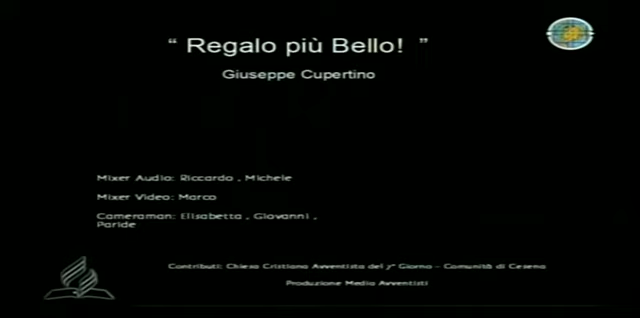 “ Regalo più Bello! ”
Giuseppe Cupertino
Mixer Audio: Riccardo , Michele
Mixer Video: Marco
Cameraman: Elisabetta , Giovanni ,
Paride
Contributi: Chiesa Cristiana Avventista del 7° Giorno - Comunità di Cesena
Produzione Media Avventisti